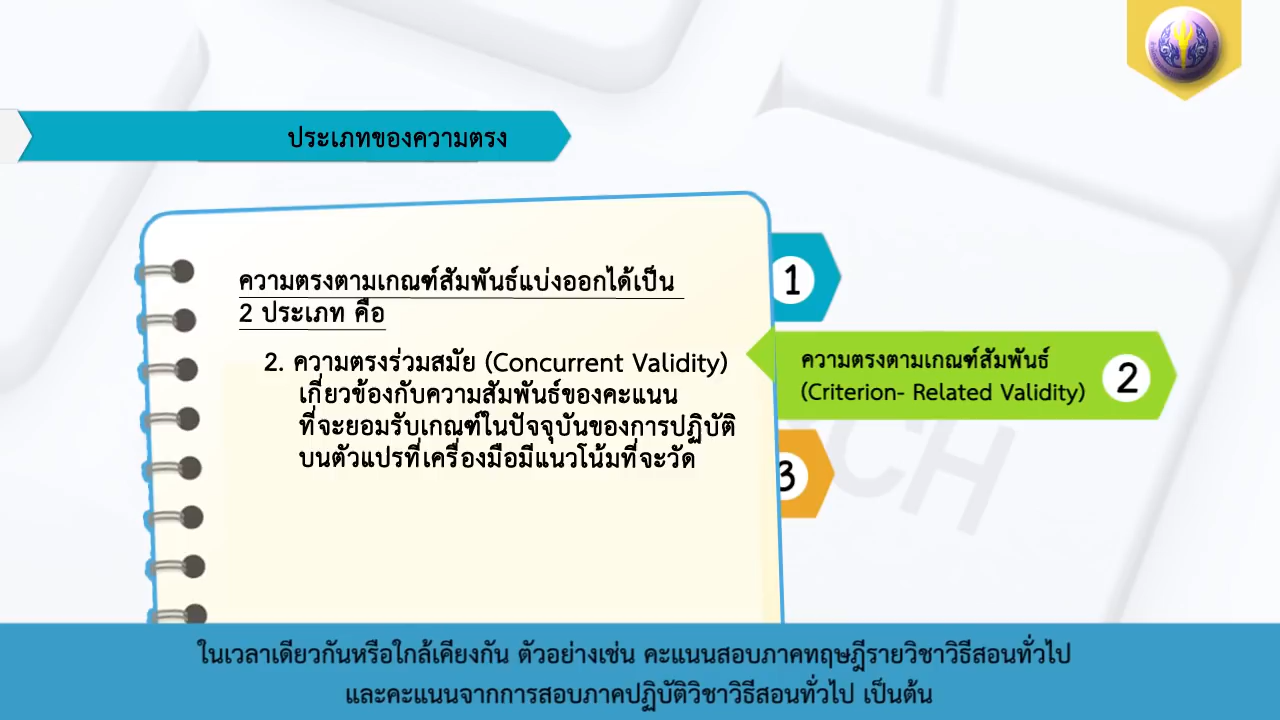 ประเภทของความตรง
ความตรงตามเกณฑ์สัมพันธ์แบ่งออกได้เป็น
2 ประเภท คือ
2. ความตรงร่วมสมัย (Concurrent Validity)
เกี่ยวข้องกับความสัมพันธ์ของคะแนน
ที่จะยอมรับเกณฑ์ในปัจจุบันของการปฏิบัติ
บนตัวแปรที่เครื่องมือมีแนวโน้มที่จะวัด
1
ความตรงตามเกณฑ์สัมพันธ์
(Criterion- Related Validity)
2
3
CH
ในเวลาเดียวกันหรือใกล้เคียงกัน ตัวอย่างเช่น คะแนนสอบภาคทฤษฎีรายวิชาวิธีสอนทั่วไป
และคะแนนจากการสอบภาคปฏิบัติวิชาวิธีสอนทั่วไป เป็นต้น